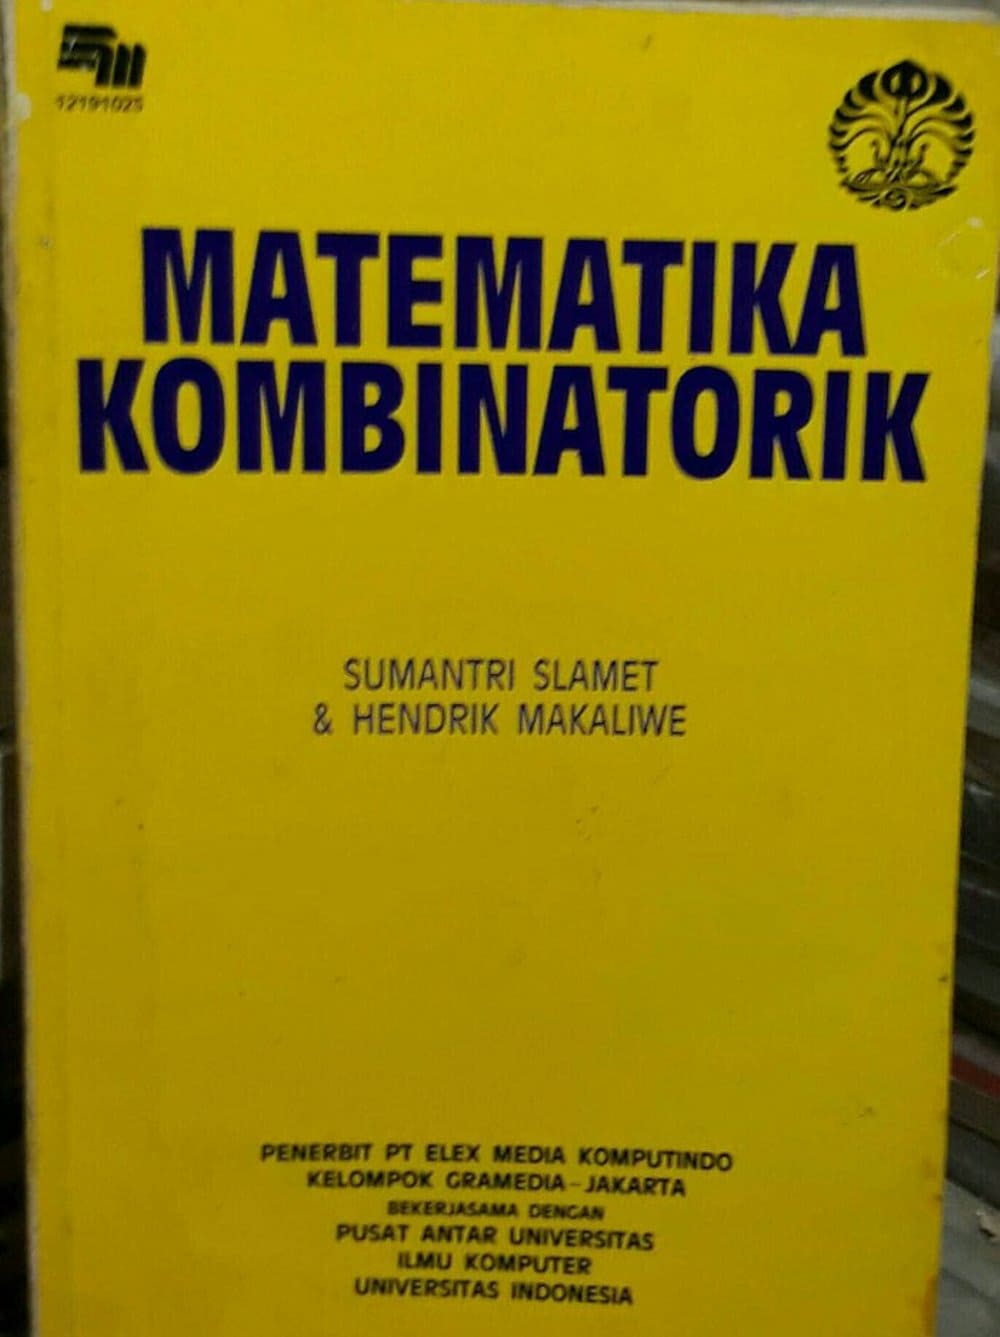 12191025
MATEMATIKA
KOMBINATORIK
SUMANTRI SLAMET
& HENDRIK MAKALIWE
PENERBIT PT ELEX MEDIA KOMPUTINDO
KELOMPOK GRAMEDIA - JAKARTA
BEKERJASAMA DENGAN
PUSAT ANTAR UNIVERSITAS
ILMU KOMPUTER
UNIVERSITAS INDONESIA